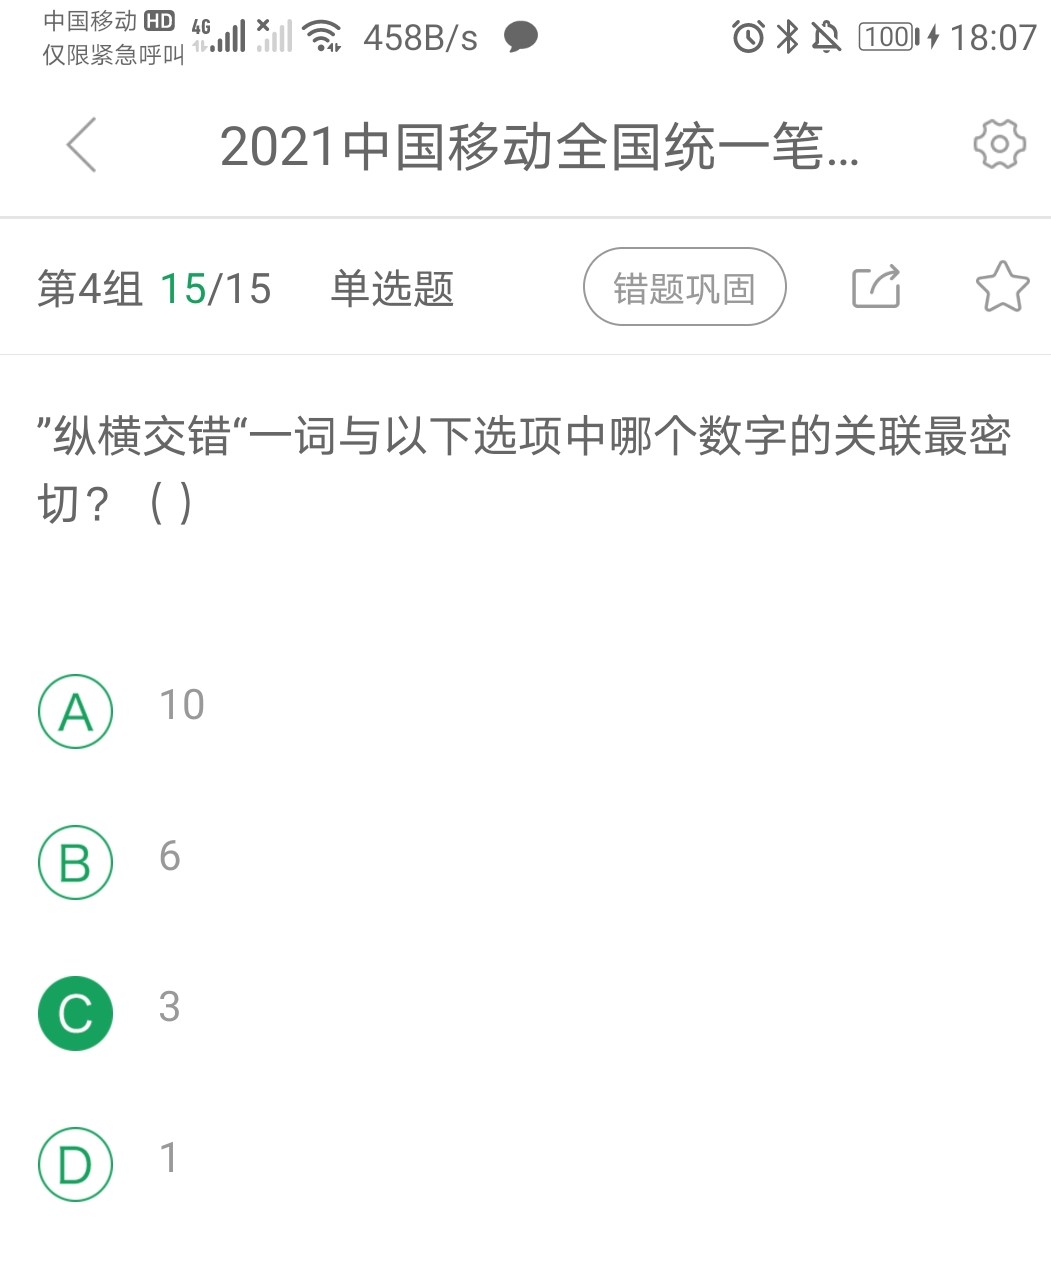 中国移动 HD 4G 458B/s 100 18:07
仅限紧急呼叫
2021中国移动全国统一笔...
第4组 15/15 单选题 错题巩固
”纵横交错“一词与以下选项中哪个数字的关联最密
切？（ ）
A 10
B 6
C 3
D 1